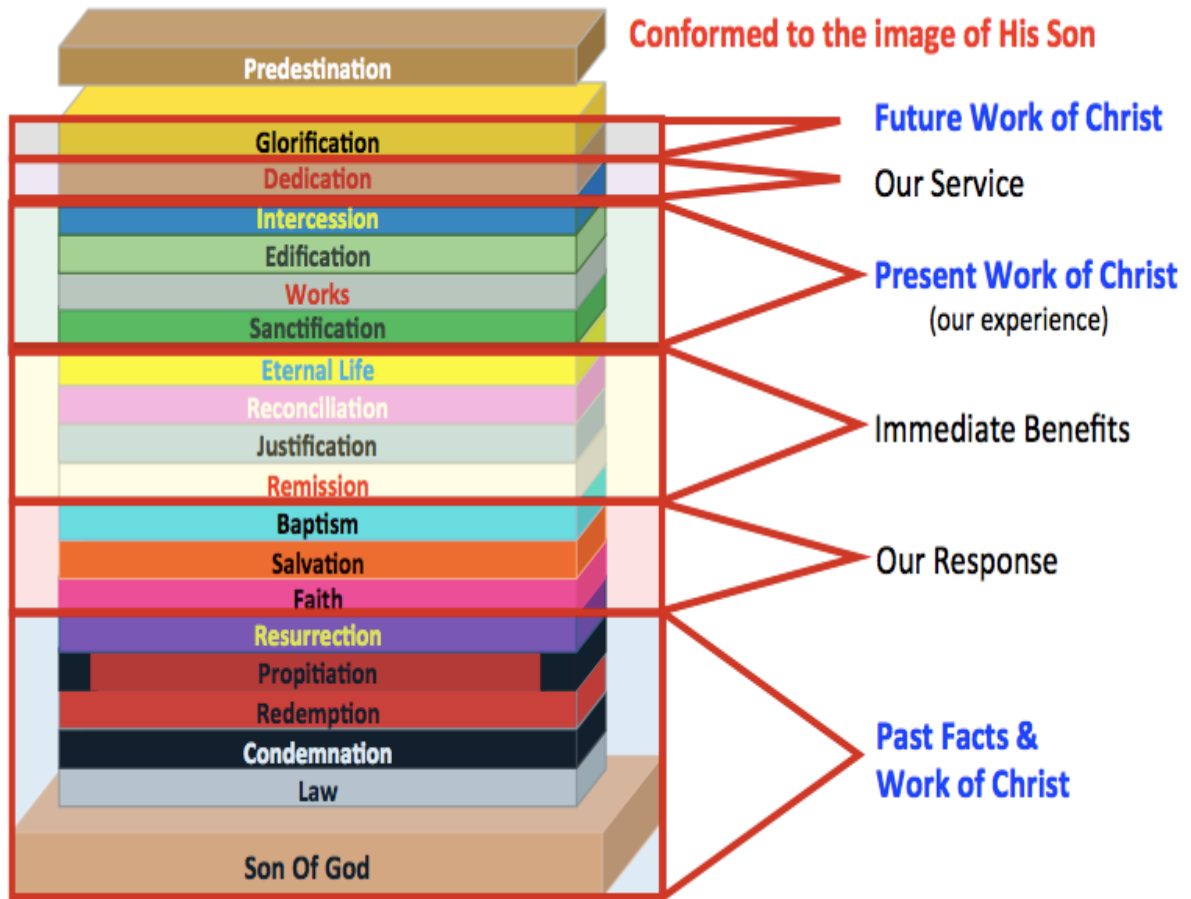 Conformed to the image of His Son
Predestination
Glorification
Future Work of Christ
Dedication
Our Service
Intercession
Edification
Works
Sanctification
Present Work of Christ
(our experience)
Eternal Life
Reconciliation
Justification
Remission
Immediate Benefits
Baptism
Salvation
Faith
Our Response
Resurrection
Propitiation
Redemption
Condemnation
Law
Son Of God
Past Facts &
Work of Christ